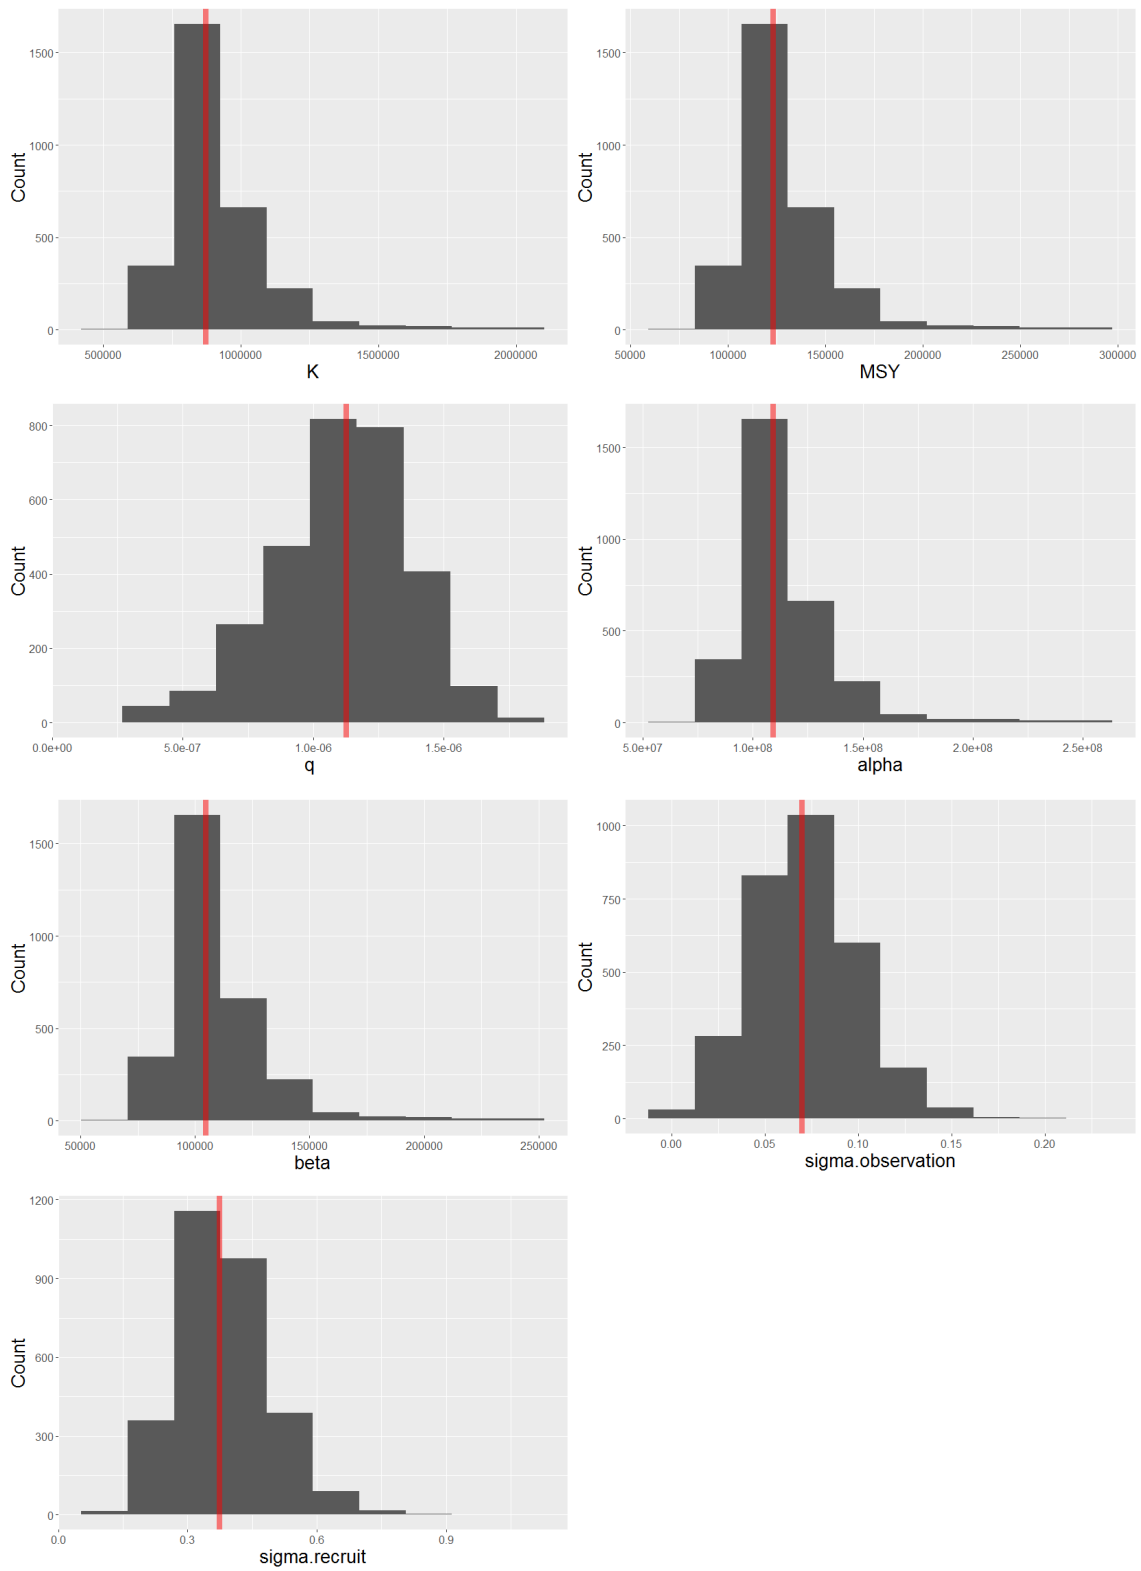 1500
1000
500
0
Count
500000
1000000
1500000
2000000
K
1500
1000
500
0
Count
50000
100000
150000
200000
250000
300000
MSY
800
600
400
200
0
Count
0.0e+00
5.0e-07
1.0e-06
1.5e-06
q
1500
1000
500
0
Count
5.0e+07
1.0e+08
1.5e+08
2.0e+08
2.5e+08
alpha
1500
1000
500
0
Count
50000
100000
150000
200000
250000
beta
1000
750
500
250
0
Count
0.00
0.05
0.10
0.15
0.20
sigma.observation
1200
900
600
300
0
Count
0.0
0.3
0.6
0.9
sigma.recruit